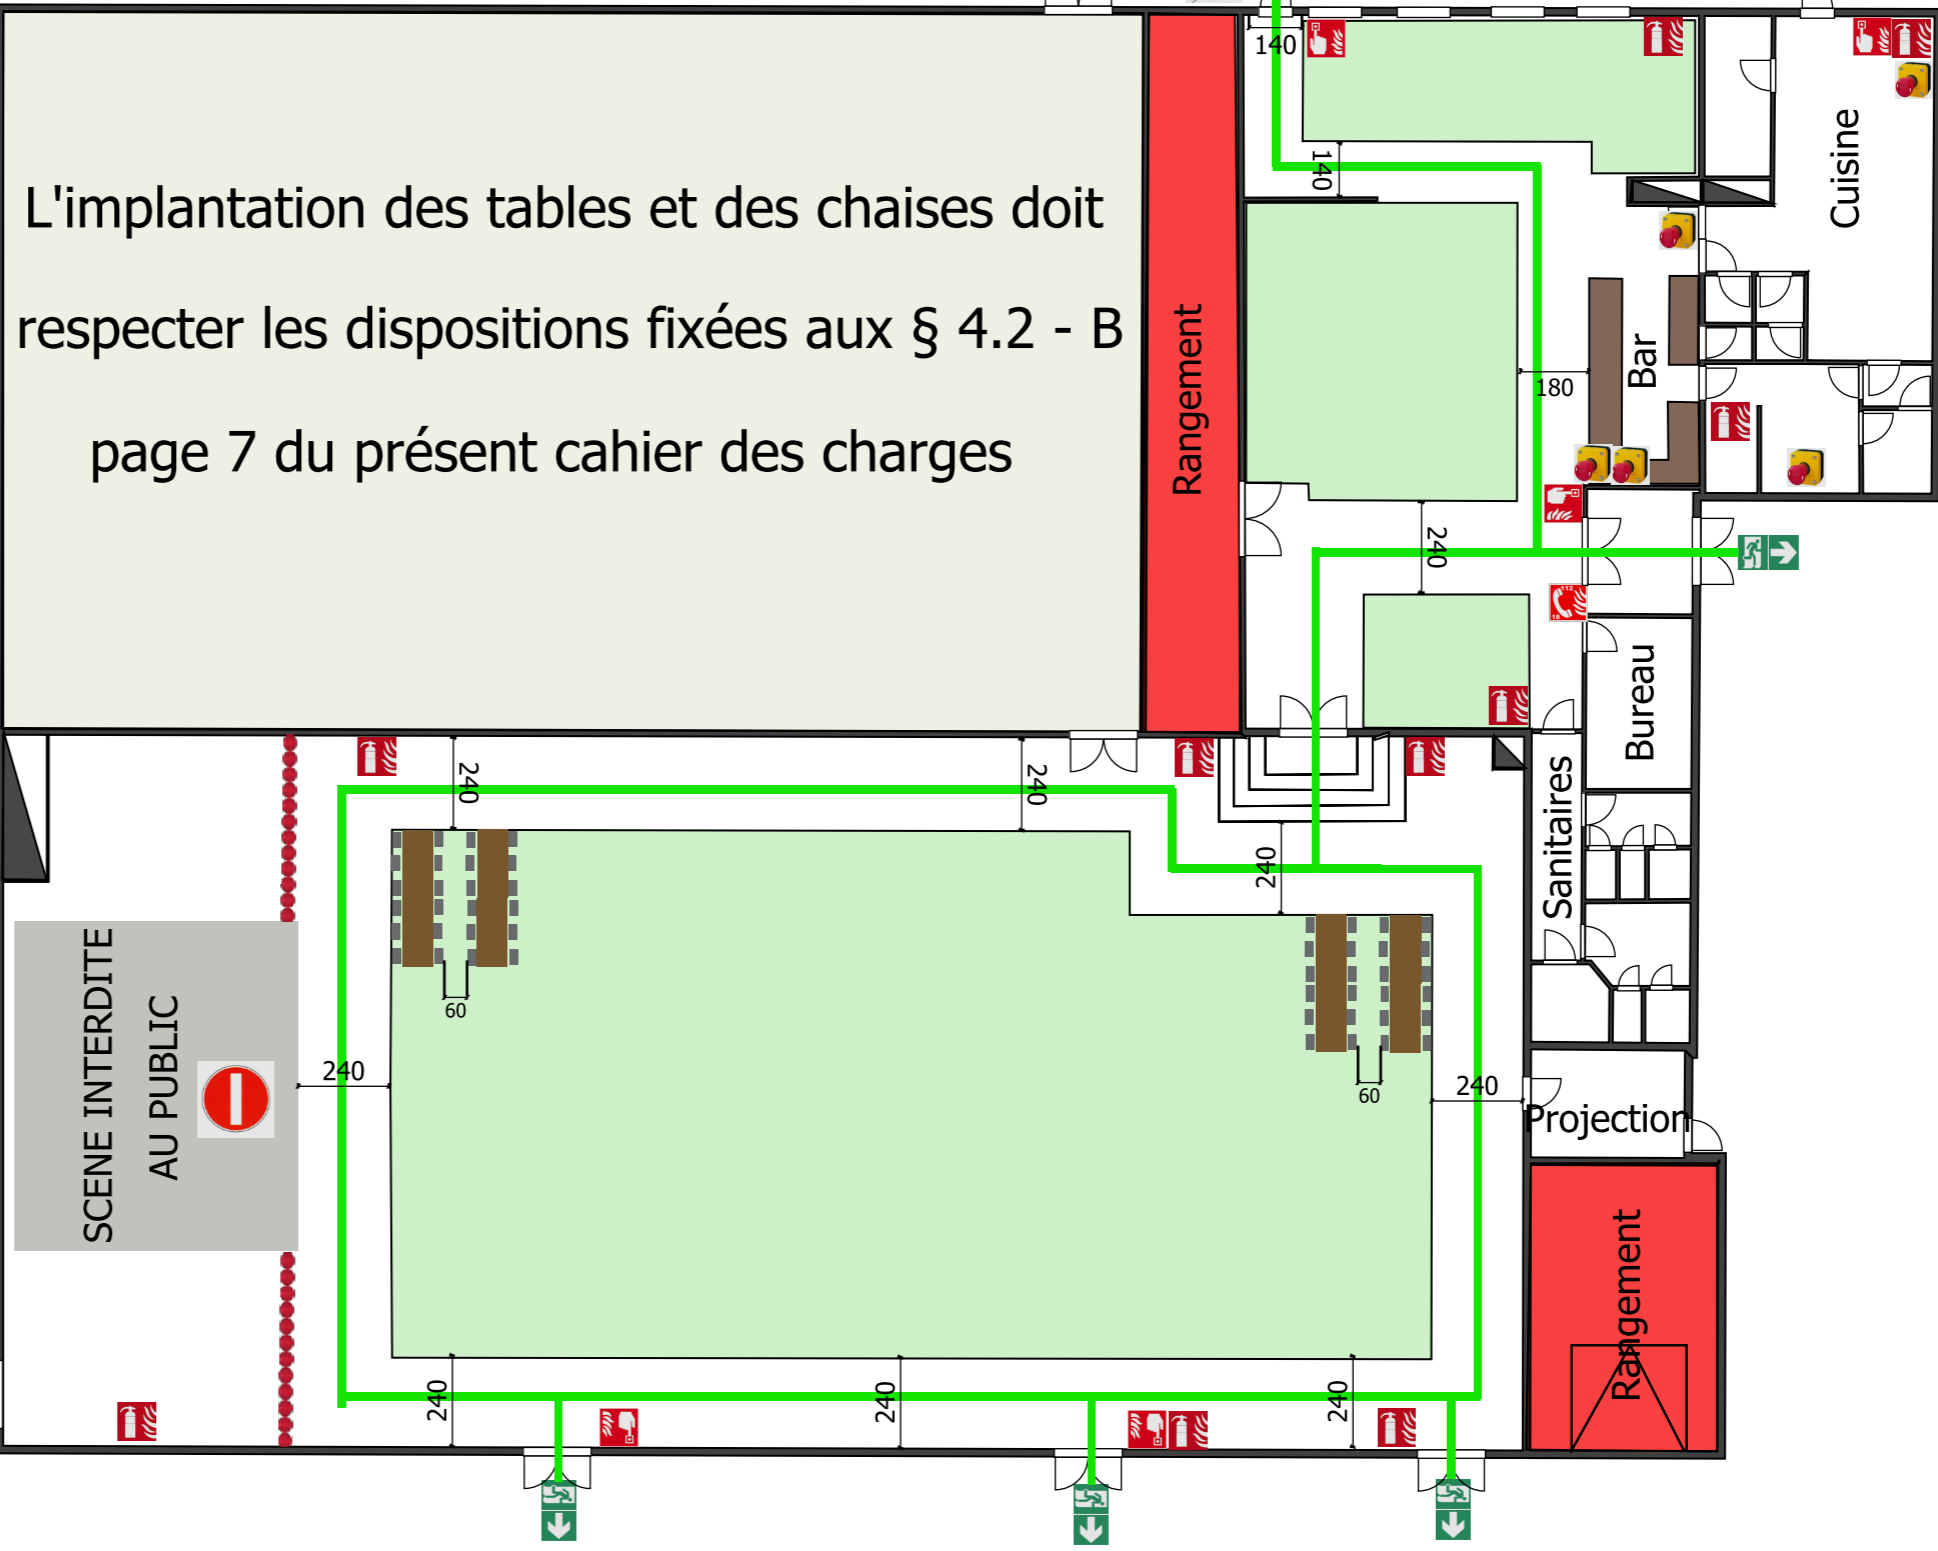 L'implantation des tables et des chaises doit
respecter les dispositions fixées aux § 4.2 - B
page 7 du présent cahier des charges
Rangement
140
140
Cuisine
180
Bar
240
Bureau
Sanitaires
240
240
240
60
60
SCENE INTERDITE
AU PUBLIC
240
240
Projection
Rangement
240
240
240